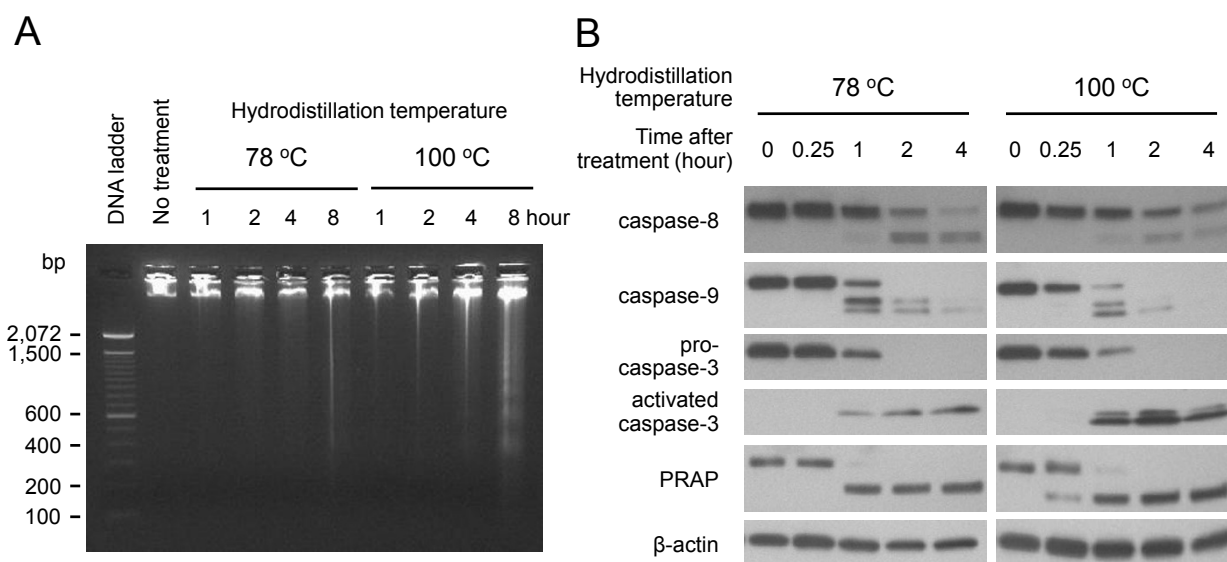 A
DNA ladder
No treatment
Hydrodistillation temperature
78 °C
100 °C
1 2 4 8 1 2 4 8 hour
bp
2,072
1,500
600
400
200
100
B
Hydrodistillation
temperature
78 °C
100 °C
Time after
treatment (hour)
0 0.25 1 2 4 0 0.25 1 2 4
caspase-8
caspase-9
pro-
caspase-3
activated
caspase-3
PRAP
β-actin